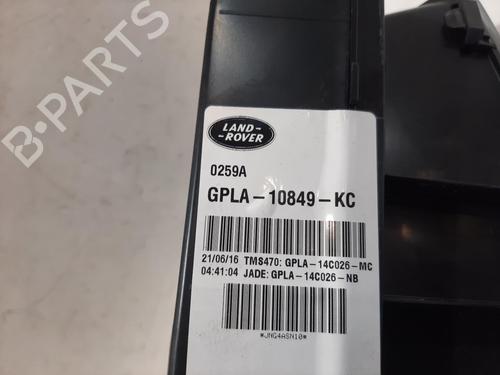 B-PARTS
LAND-
-ROVER
0259A
GPLA-10849-KC
21/06/16 TMS470: GPLA-14C026-MC
04:41:04 JADE: GPLA-14C026-NB
*JNG4ASN10*